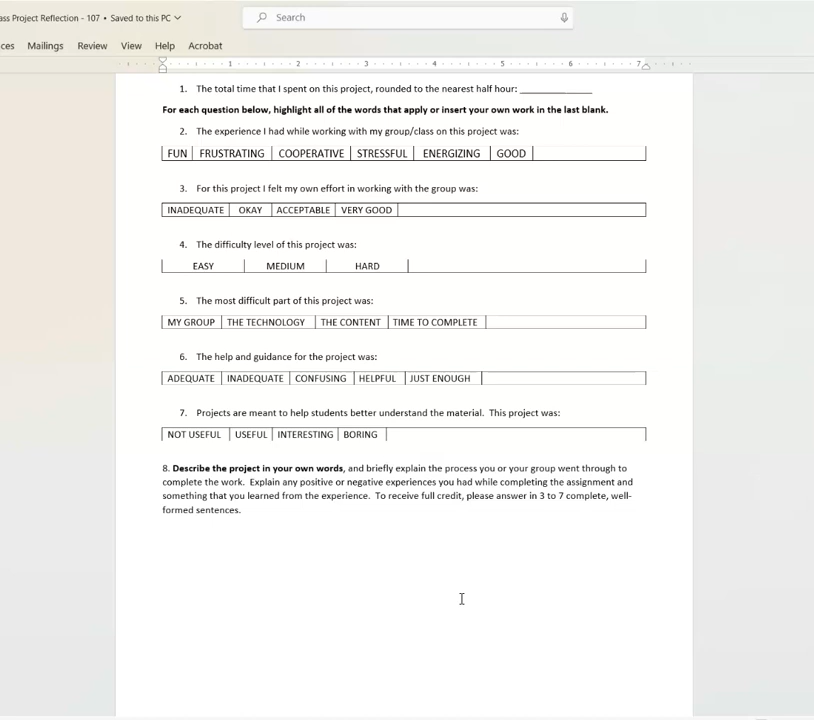 ass Project Reflection - 107 • Saved to this PC
Search
ces Mailings Review View Help Acrobat
1 2 3 4 5 6 7
1. The total time that I spent on this project, rounded to the nearest half hour: ____________
For each question below, highlight all of the words that apply or insert your own work in the last blank.
2. The experience I had while working with my group/class on this project was:
FUN FRUSTRATING COOPERATIVE STRESSFUL ENERGIZING GOOD
3. For this project I felt my own effort in working with the group was:
INADEQUATE OKAY ACCEPTABLE VERY GOOD
4. The difficulty level of this project was:
EASY MEDIUM HARD
5. The most difficult part of this project was:
MY GROUP THE TECHNOLOGY THE CONTENT TIME TO COMPLETE
6. The help and guidance for the project was:
ADEQUATE INADEQUATE CONFUSING HELPFUL JUST ENOUGH
7. Projects are meant to help students better understand the material. This project was:
NOT USEFUL USEFUL INTERESTING BORING
8. Describe the project in your own words, and briefly explain the process you or your group went through to
complete the work. Explain any positive or negative experiences you had while completing the assignment and
something that you learned from the experience. To receive full credit, please answer in 3 to 7 complete, well-
formed sentences.